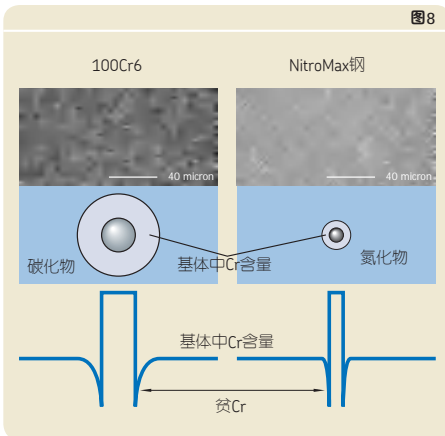 图8
100Cr6 NitroMax钢
40 micron 40 micron
碳化物 基体中Cr含量 氮化物
基体中Cr含量
贫Cr